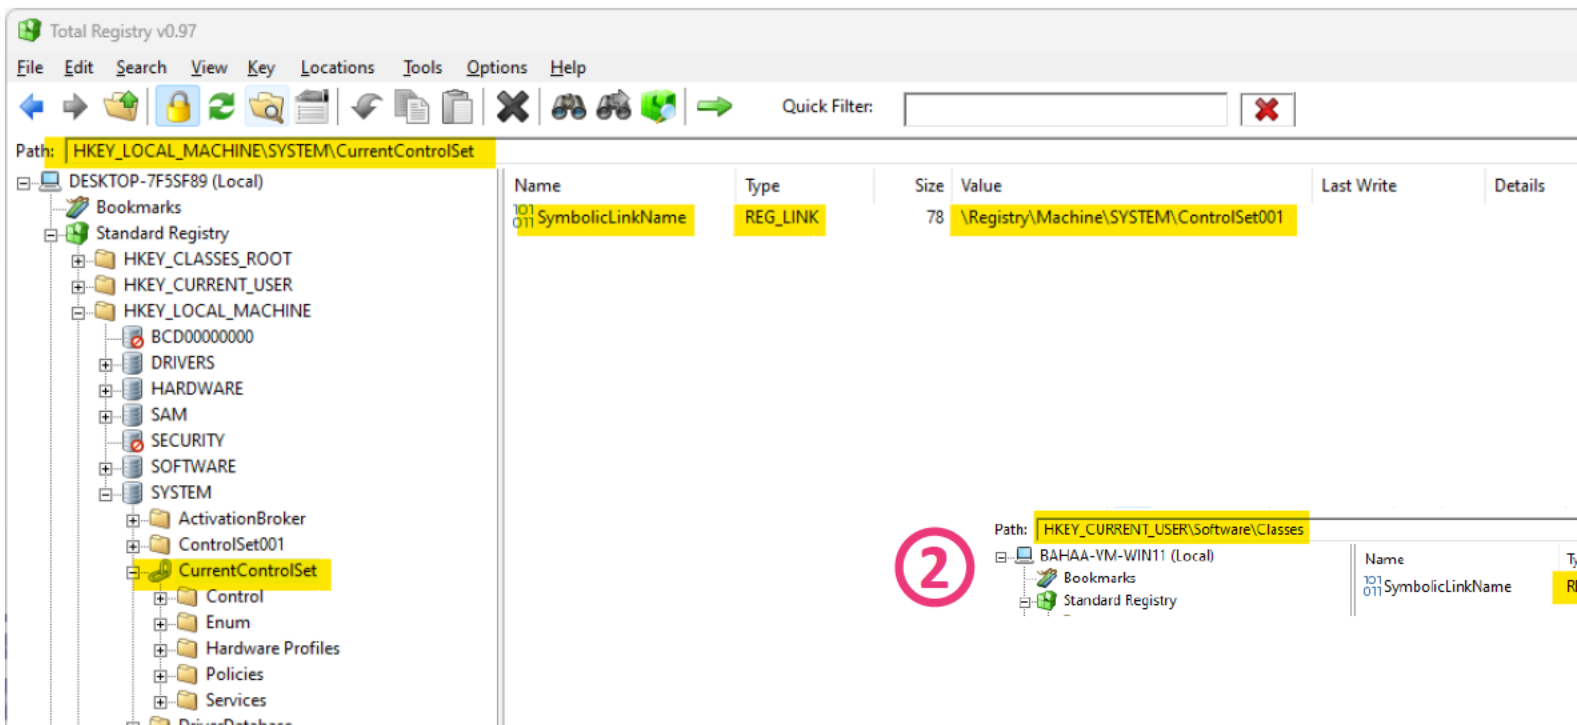 Total Registry v0.97
File Edit Search View Key Locations Tools Options Help
Quick Filter:
Path: HKEY_LOCAL_MACHINE\SYSTEM\CurrentControlSet
DESKTOP-7F5SF89 (Local)
Name Type Size Value Last Write Details
Bookmarks
SymbolicLinkName REG_LINK 78 \Registry\Machine\SYSTEM\ControlSet001
Standard Registry
HKEY_CLASSES_ROOT
HKEY_CURRENT_USER
HKEY_LOCAL_MACHINE
BCD00000000
DRIVERS
HARDWARE
SAM
SECURITY
SOFTWARE
SYSTEM
ActivationBroker
ControlSet001
CurrentControlSet
Control
Enum
Hardware Profiles
Policies
Services
DriverDatabase
2
Path: HKEY_CURRENT_USER\Software\Classes
BAHAA-VM-WIN11 (Local)
Name
Bookmarks
SymbolicLinkName
Standard Registry